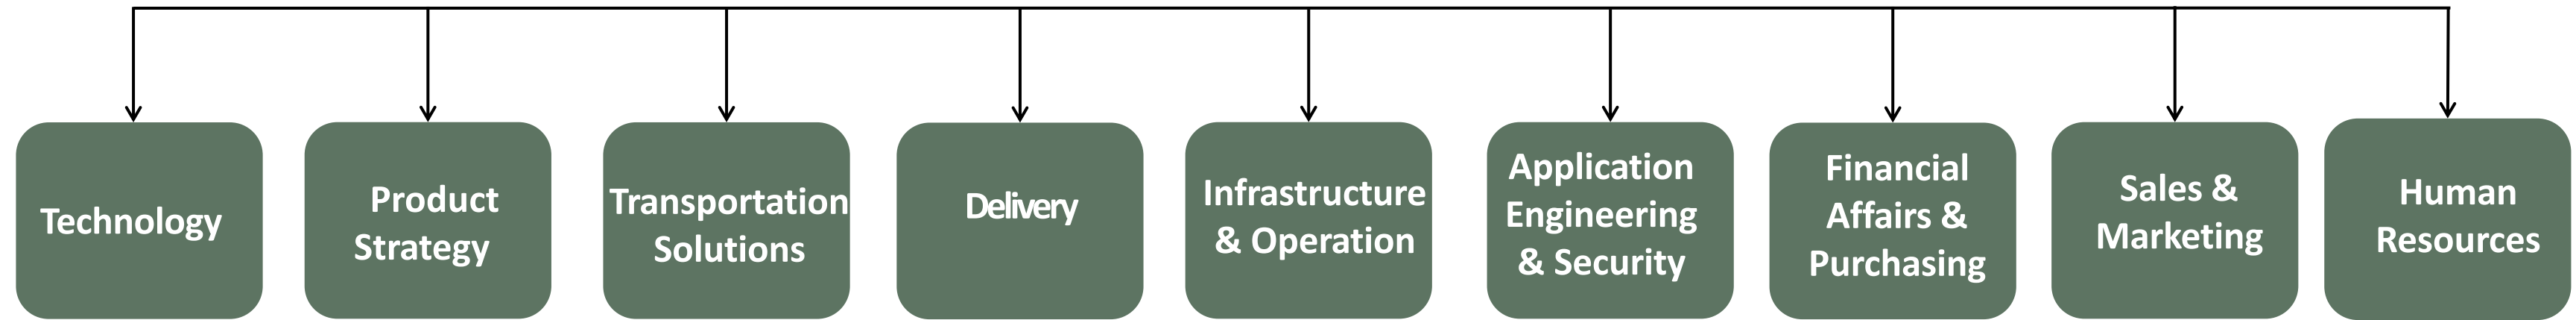 Technology
Product
Strategy
Transportation
Solutions
Delivery
Infrastructure
& Operation
Application
Engineering
& Security
Financial
Affairs &
Purchasing
Sales &
Marketing
Human
Resources